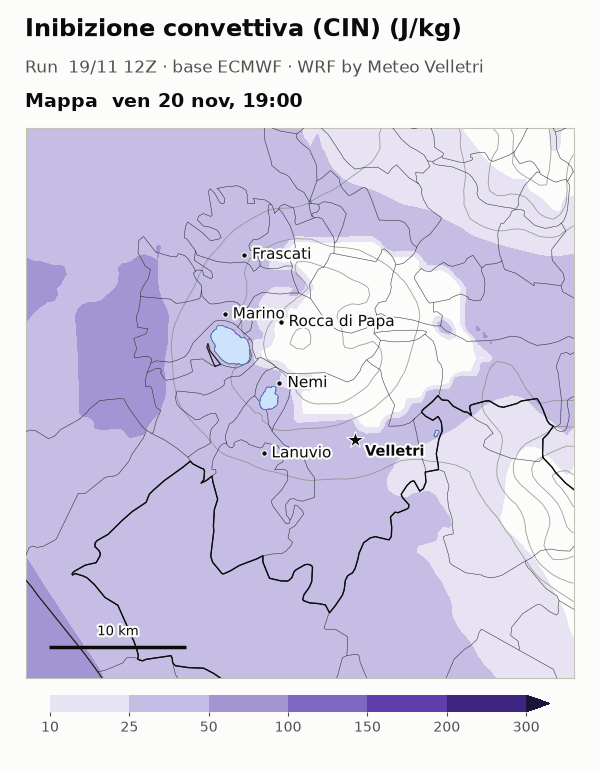 Inibizione convettiva (CIN) (J/kg)
Run  19/11 12Z · base ECMWF · WRF by Meteo Velletri
Mappa  ven 20 nov, 19:00
Frascati
Marino
Rocca di Papa
Nemi
Velletri
Lanuvio
10 km
10 25 50 100 150 200 300